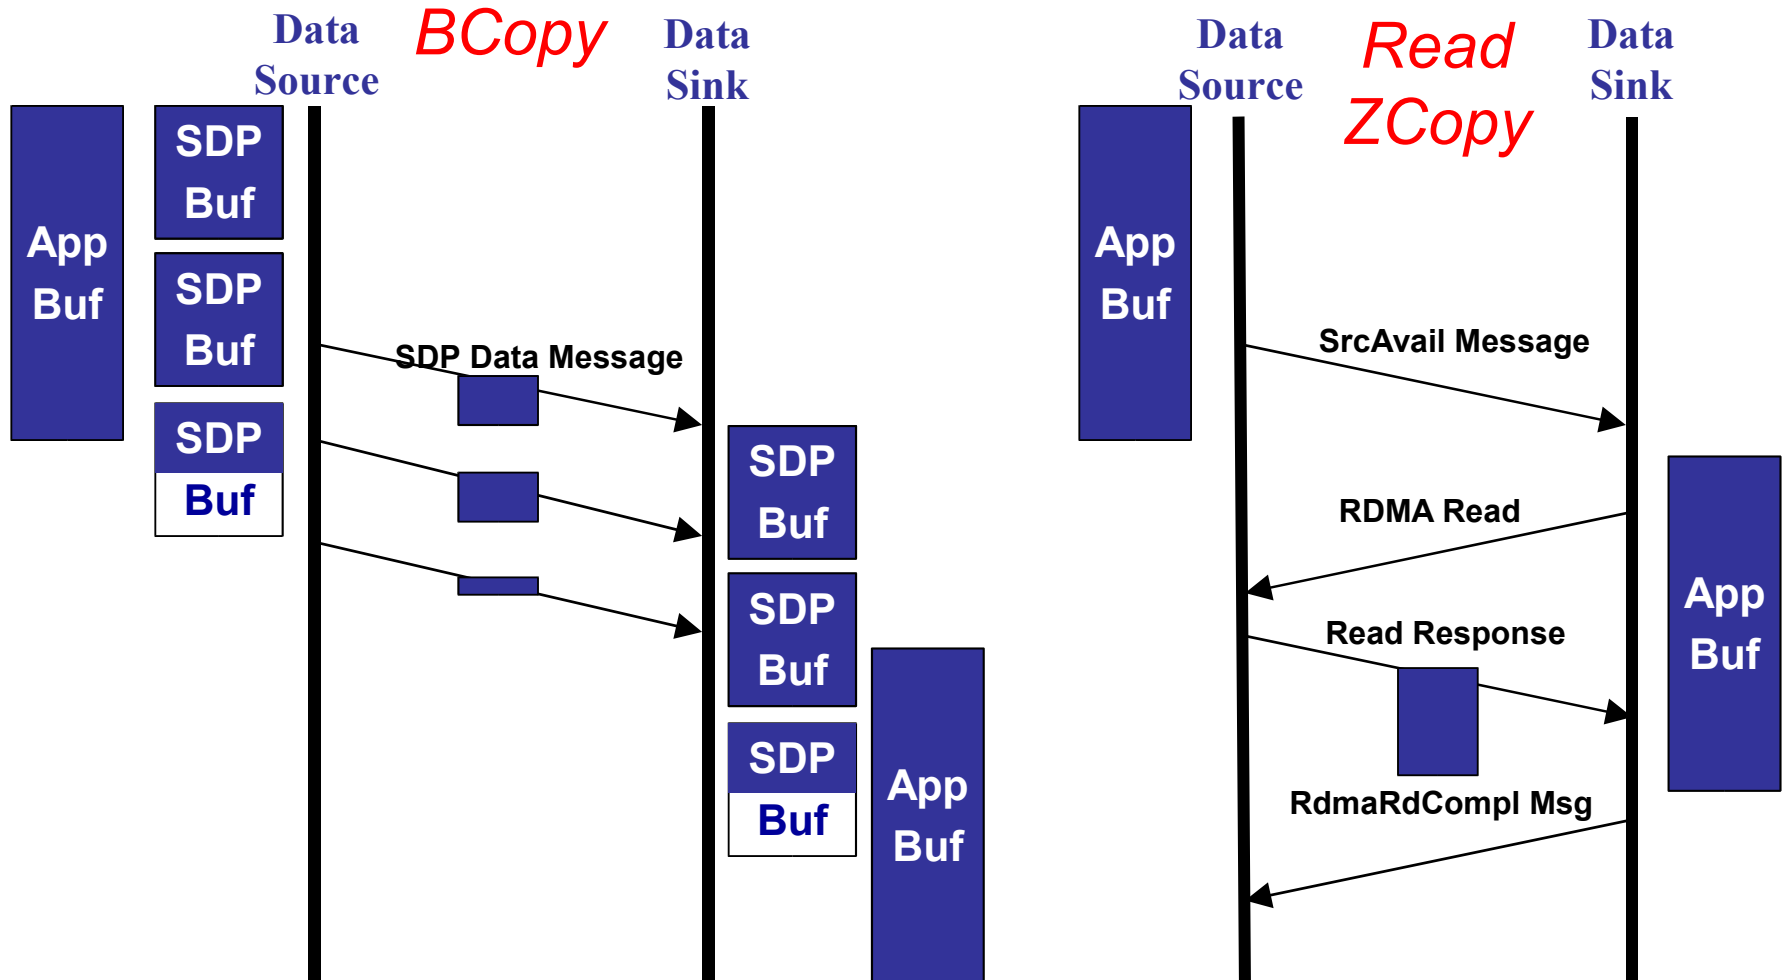 Data
Source
BCopy
Data
Sink
App
Buf
SDP
Buf
SDP
Buf
SDP
Buf
SDP Data Message
SDP
Buf
SDP
Buf
SDP
Buf
App
Buf
Data
Source
Read
ZCopy
Data
Sink
App
Buf
SrcAvail Message
RDMA Read
Read Response
RdmaRdCompl Msg
App
Buf